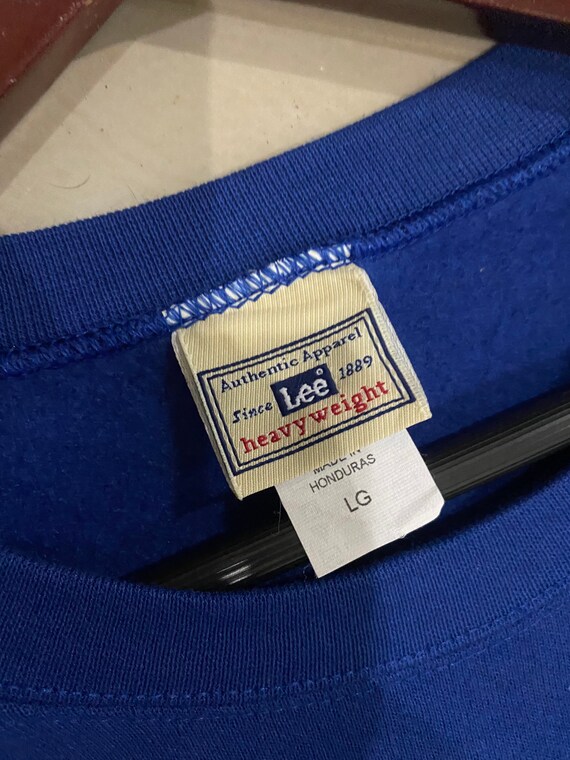 Authentic Apparel
Since Lee 1889
heavyweight
MADE IN
HONDURAS
LG